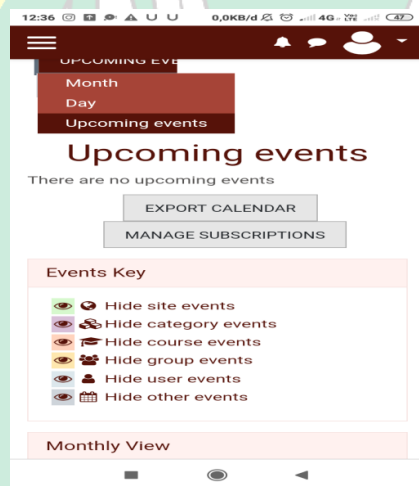 12:36
0,0KB/d
4G
47
UPCOMING EVE
Month
Day
Upcoming events
Upcoming events
There are no upcoming events
EXPORT CALENDAR
MANAGE SUBSCRIPTIONS
Events Key
Hide site events
Hide category events
Hide course events
Hide group events
Hide user events
Hide other events
Monthly View